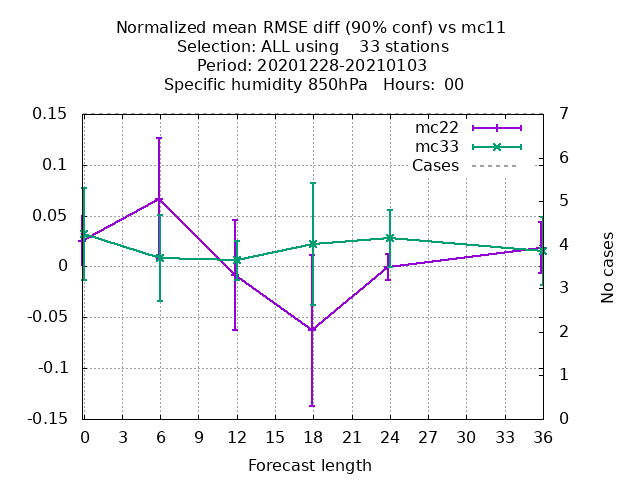 Normalized mean RMSE diff (90% conf) vs mc11
Selection: ALL using    33 stations
Period: 20201228-20210103
Specific humidity 850hPa   Hours:  00
0.15
0.1
0.05
0
-0.05
-0.1
-0.15
mc22
mc33
Cases
7
6
5
4
3
2
1
0
No cases
0 3 6 9 12 15 18 21 24 27 30 33 36
Forecast length